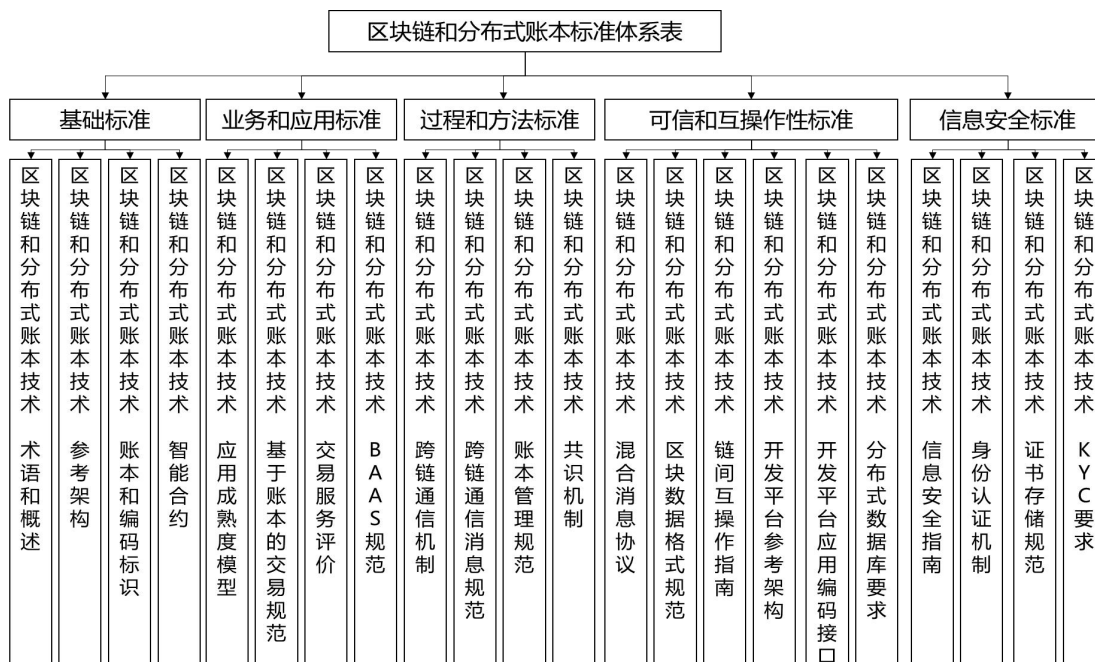 区块链和分布式账本标准体系表
基础标准
业务和应用标准
过程和方法标准
可信和互操作性标准
信息安全标准
区块链和分布式账本技术 术语和概述
区块链和分布式账本技术 参考架构
区块链和分布式账本技术 账本和编码标识
区块链和分布式账本技术 智能合约
区块链和分布式账本技术 应用成熟度模型
区块链和分布式账本技术 基于账本的交易规范
区块链和分布式账本技术 交易服务评价
区块链和分布式账本技术 BAAS规范
区块链和分布式账本技术 跨链通信机制
区块链和分布式账本技术 跨链通信消息规范
区块链和分布式账本技术 账本管理规范
区块链和分布式账本技术 共识机制
区块链和分布式账本技术 混合消息协议
区块链和分布式账本技术 区块数据格式规范
区块链和分布式账本技术 链间互操作指南
区块链和分布式账本技术 开发平台参考架构
区块链和分布式账本技术 开发平台应用编码接口
区块链和分布式账本技术 分布式数据库要求
区块链和分布式账本技术 信息安全指南
区块链和分布式账本技术 身份认证机制
区块链和分布式账本技术 证书存储规范
区块链和分布式账本技术 KYC要求